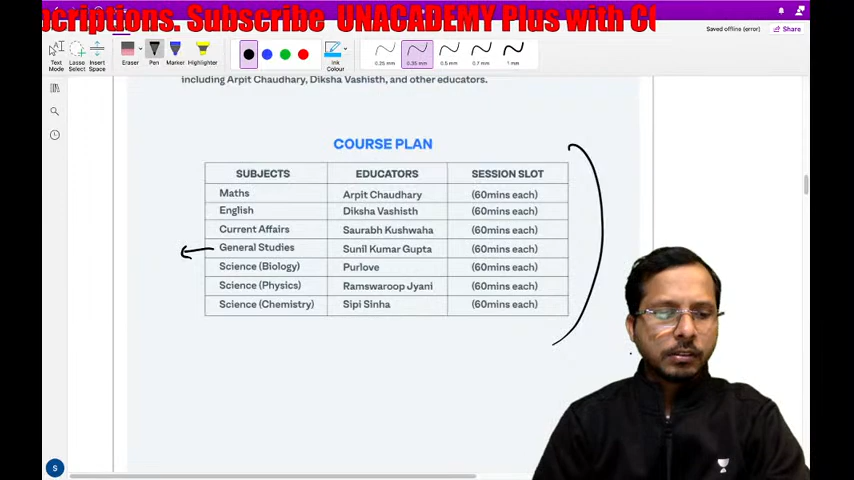 scriptions. Subscribe UNACADEMY Plus with C
Saved offline (error)
Share
Text Mode
Lasso Select
Insert Space
Eraser
Pen
Marker
Highlighter
Ink Colour
0.25 mm
0.35 mm
0.5 mm
0.7 mm
1 mm
including Arpit Chaudhary, Diksha Vashisth, and other educators.
COURSE PLAN
SUBJECTS EDUCATORS SESSION SLOT
Maths Arpit Chaudhary (60mins each)
English Diksha Vashisth (60mins each)
Current Affairs Saurabh Kushwaha (60mins each)
General Studies Sunil Kumar Gupta (60mins each)
Science (Biology) Purlove (60mins each)
Science (Physics) Ramswaroop Jyani (60mins each)
Science (Chemistry) Sipi Sinha (60mins each)
S